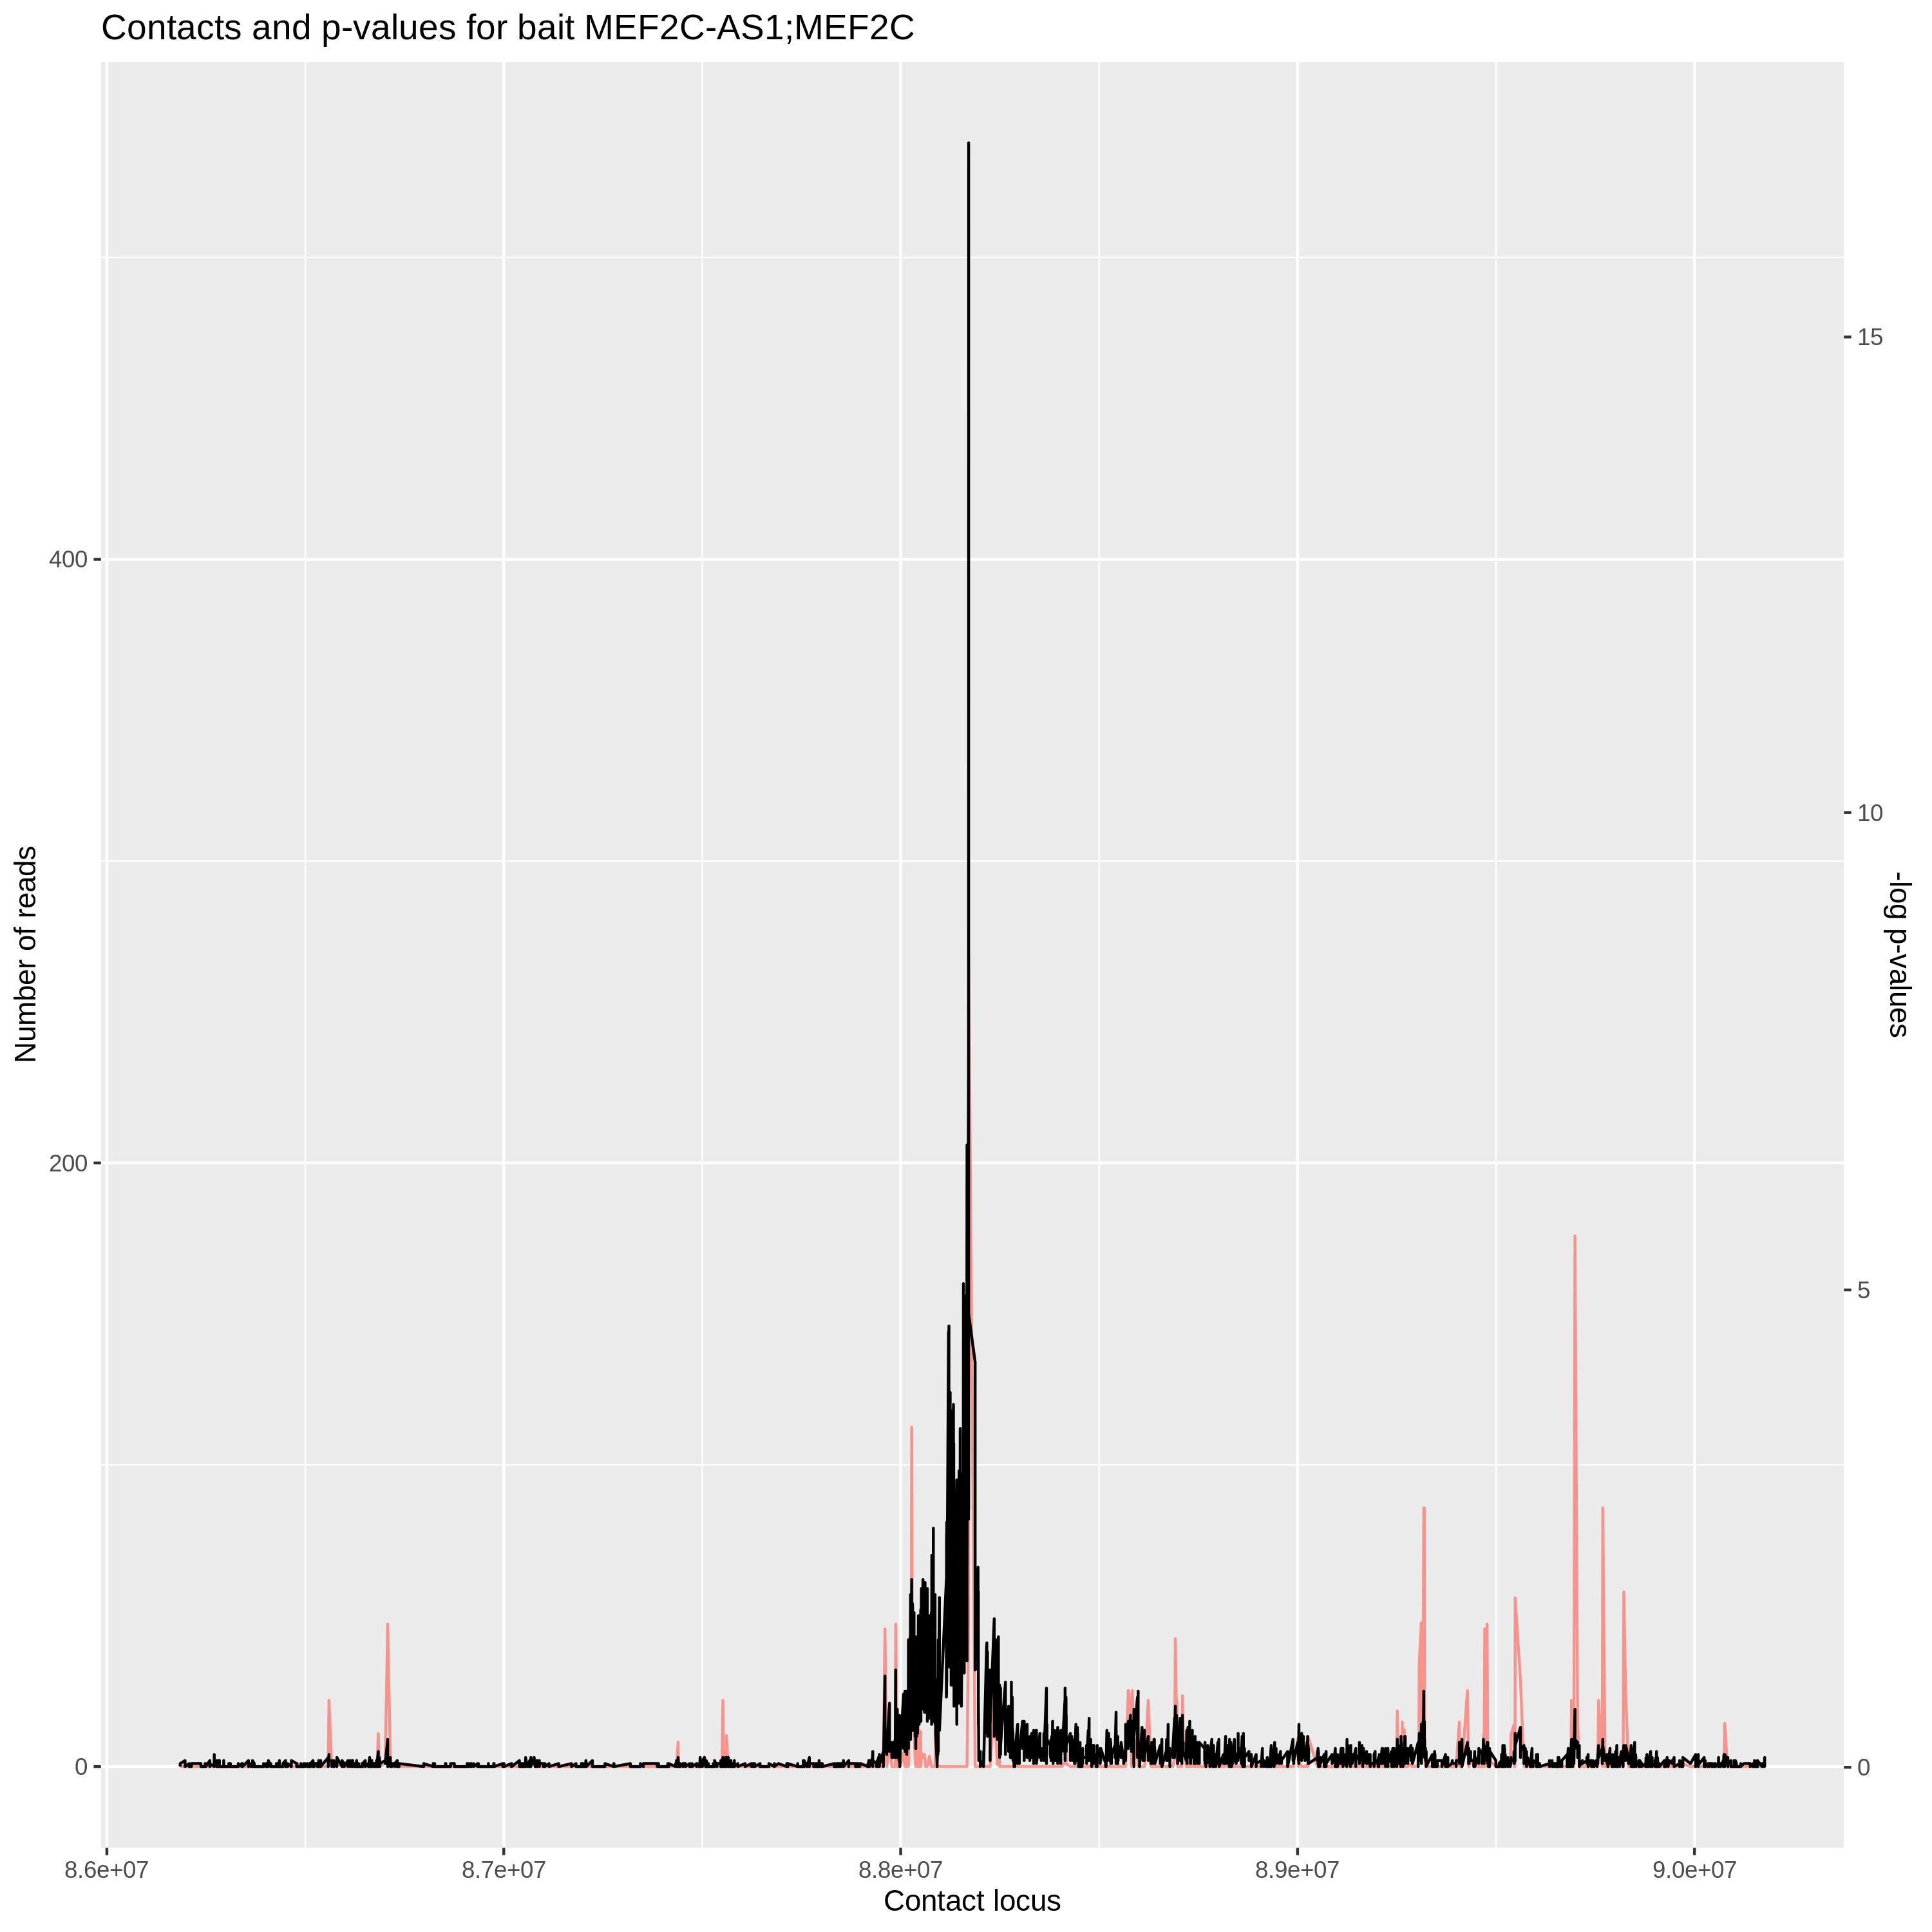 Contacts and p-values for bait MEF2C-AS1;MEF2C
Number of reads
400
200
0
15
10
5
0
-log p-values
8.6e+07
8.7e+07
8.8e+07
8.9e+07
9.0e+07
Contact locus